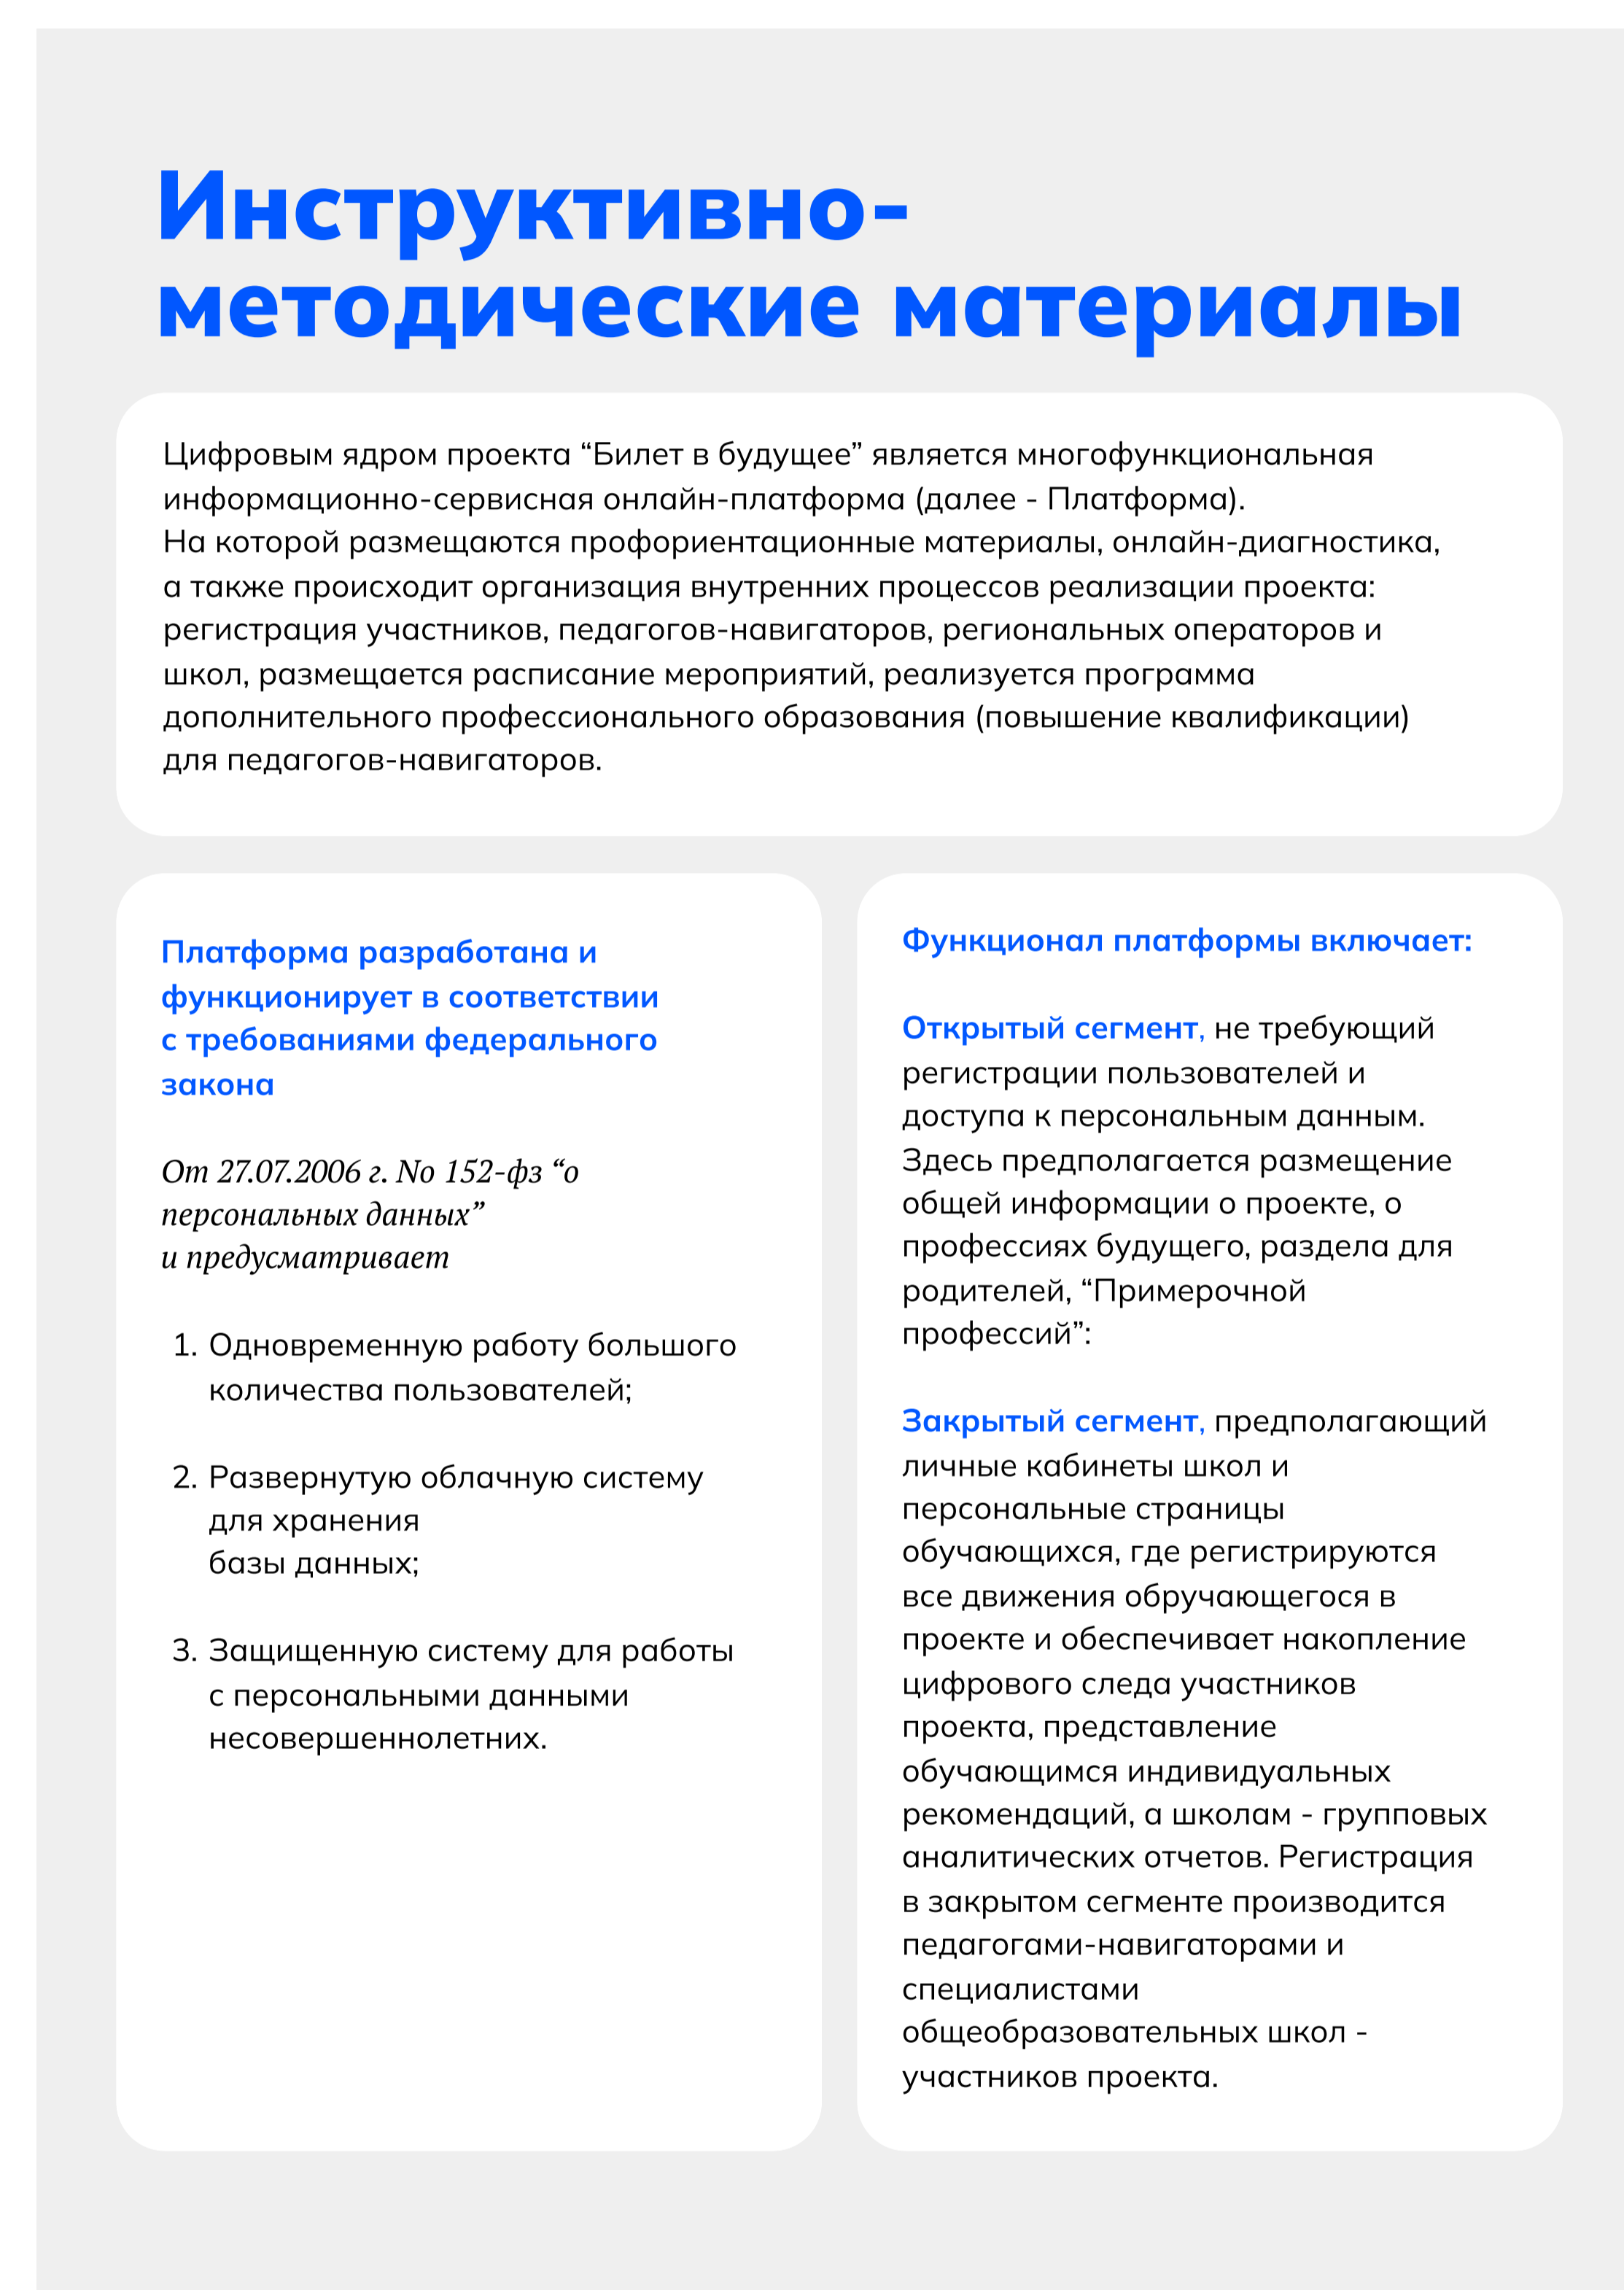 Инструктивно-
методические материалы
Цифровым ядром проекта “Билет в будущее” является многофункциональная
информационно-сервисная онлайн-платформа (далее - Платформа).
На которой размещаются профориентационные материалы, онлайн-диагностика,
а также происходит организация внутренних процессов реализации проекта:
регистрация участников, педагогов-навигаторов, региональных операторов и
школ, размещается расписание мероприятий, реализуется программа
дополнительного профессионального образования (повышение квалификации)
для педагогов-навигаторов.
Платформа разработана и
функционирует в соответствии
с требованиями федерального
закона
От 27.07.2006 г. No 152-фз “о
персональных данных”
и предусматривает
1. Одновременную работу большого
количества пользователей;
2. Развернутую облачную систему
для хранения
базы данных;
3. Защищенную систему для работы
с персональными данными
несовершеннолетних.
Функционал платформы включает:
Открытый сегмент, не требующий
регистрации пользователей и
доступа к персональным данным.
Здесь предполагается размещение
общей информации о проекте, о
профессиях будущего, раздела для
родителей, “Примерочной
профессий”:
Закрытый сегмент, предполагающий
личные кабинеты школ и
персональные страницы
обучающихся, где регистрируются
все движения обручающегося в
проекте и обеспечивает накопление
цифрового следа участников
проекта, представление
обучающимся индивидуальных
рекомендаций, а школам - групповых
аналитических отчетов. Регистрация
в закрытом сегменте производится
педагогами-навигаторами и
специалистами
общеобразовательных школ -
участников проекта.